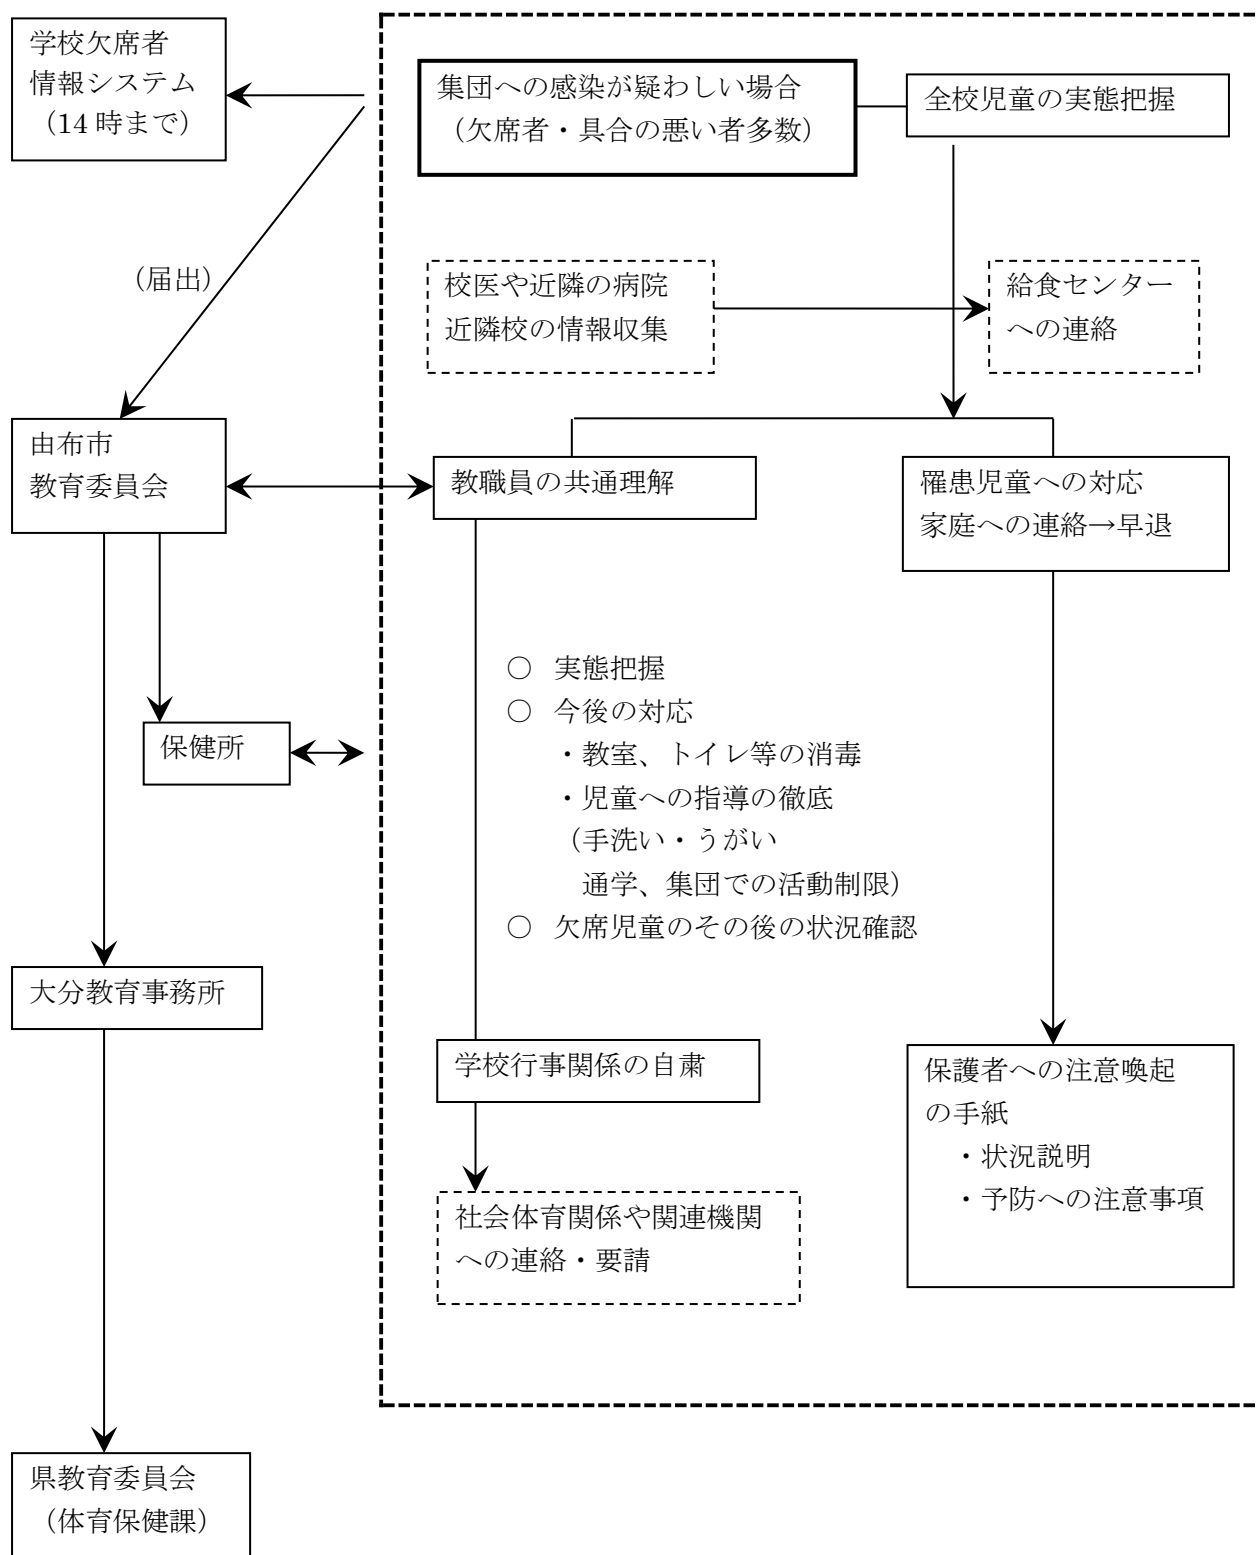 学校欠席者
情報システム
（14時まで）
集団への感染が疑わしい場合
（欠席者・具合の悪い者多数）
全校児童の実態把握
（届出）
校医や近隣の病院
近隣校の情報収集
給食センター
への連絡
由布市
教育委員会
教職員の共通理解
罹患児童への対応
家庭への連絡→早退
○　実態把握
○　今後の対応
・教室、トイレ等の消毒
・児童への指導の徹底
（手洗い・うがい
通学、集団での活動制限）
○　欠席児童のその後の状況確認
保健所
大分教育事務所
学校行事関係の自粛
保護者への注意喚起
の手紙
・状況説明
・予防への注意事項
社会体育関係や関連機関
への連絡・要請
県教育委員会
（体育保健課）